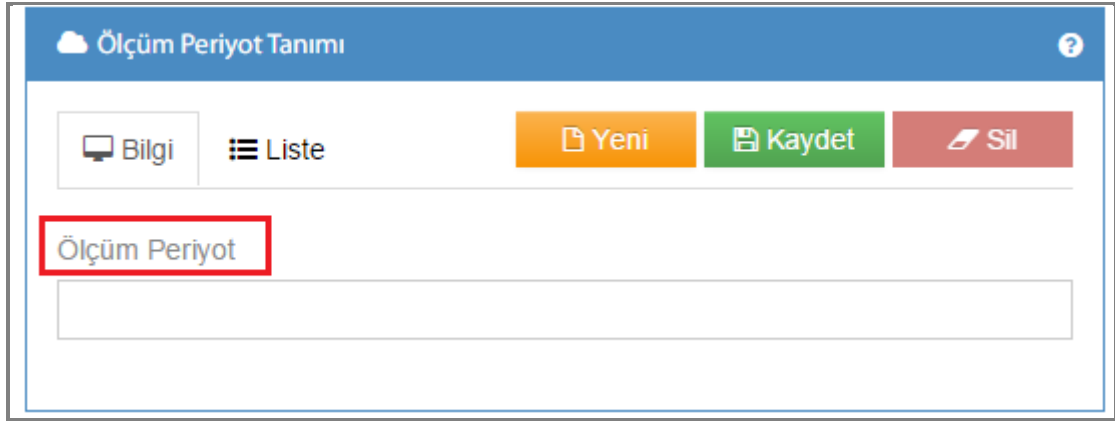 Ölçüm Periyot Tanımı
Bilgi Liste Yeni Kaydet Sil
Ölçüm Periyot